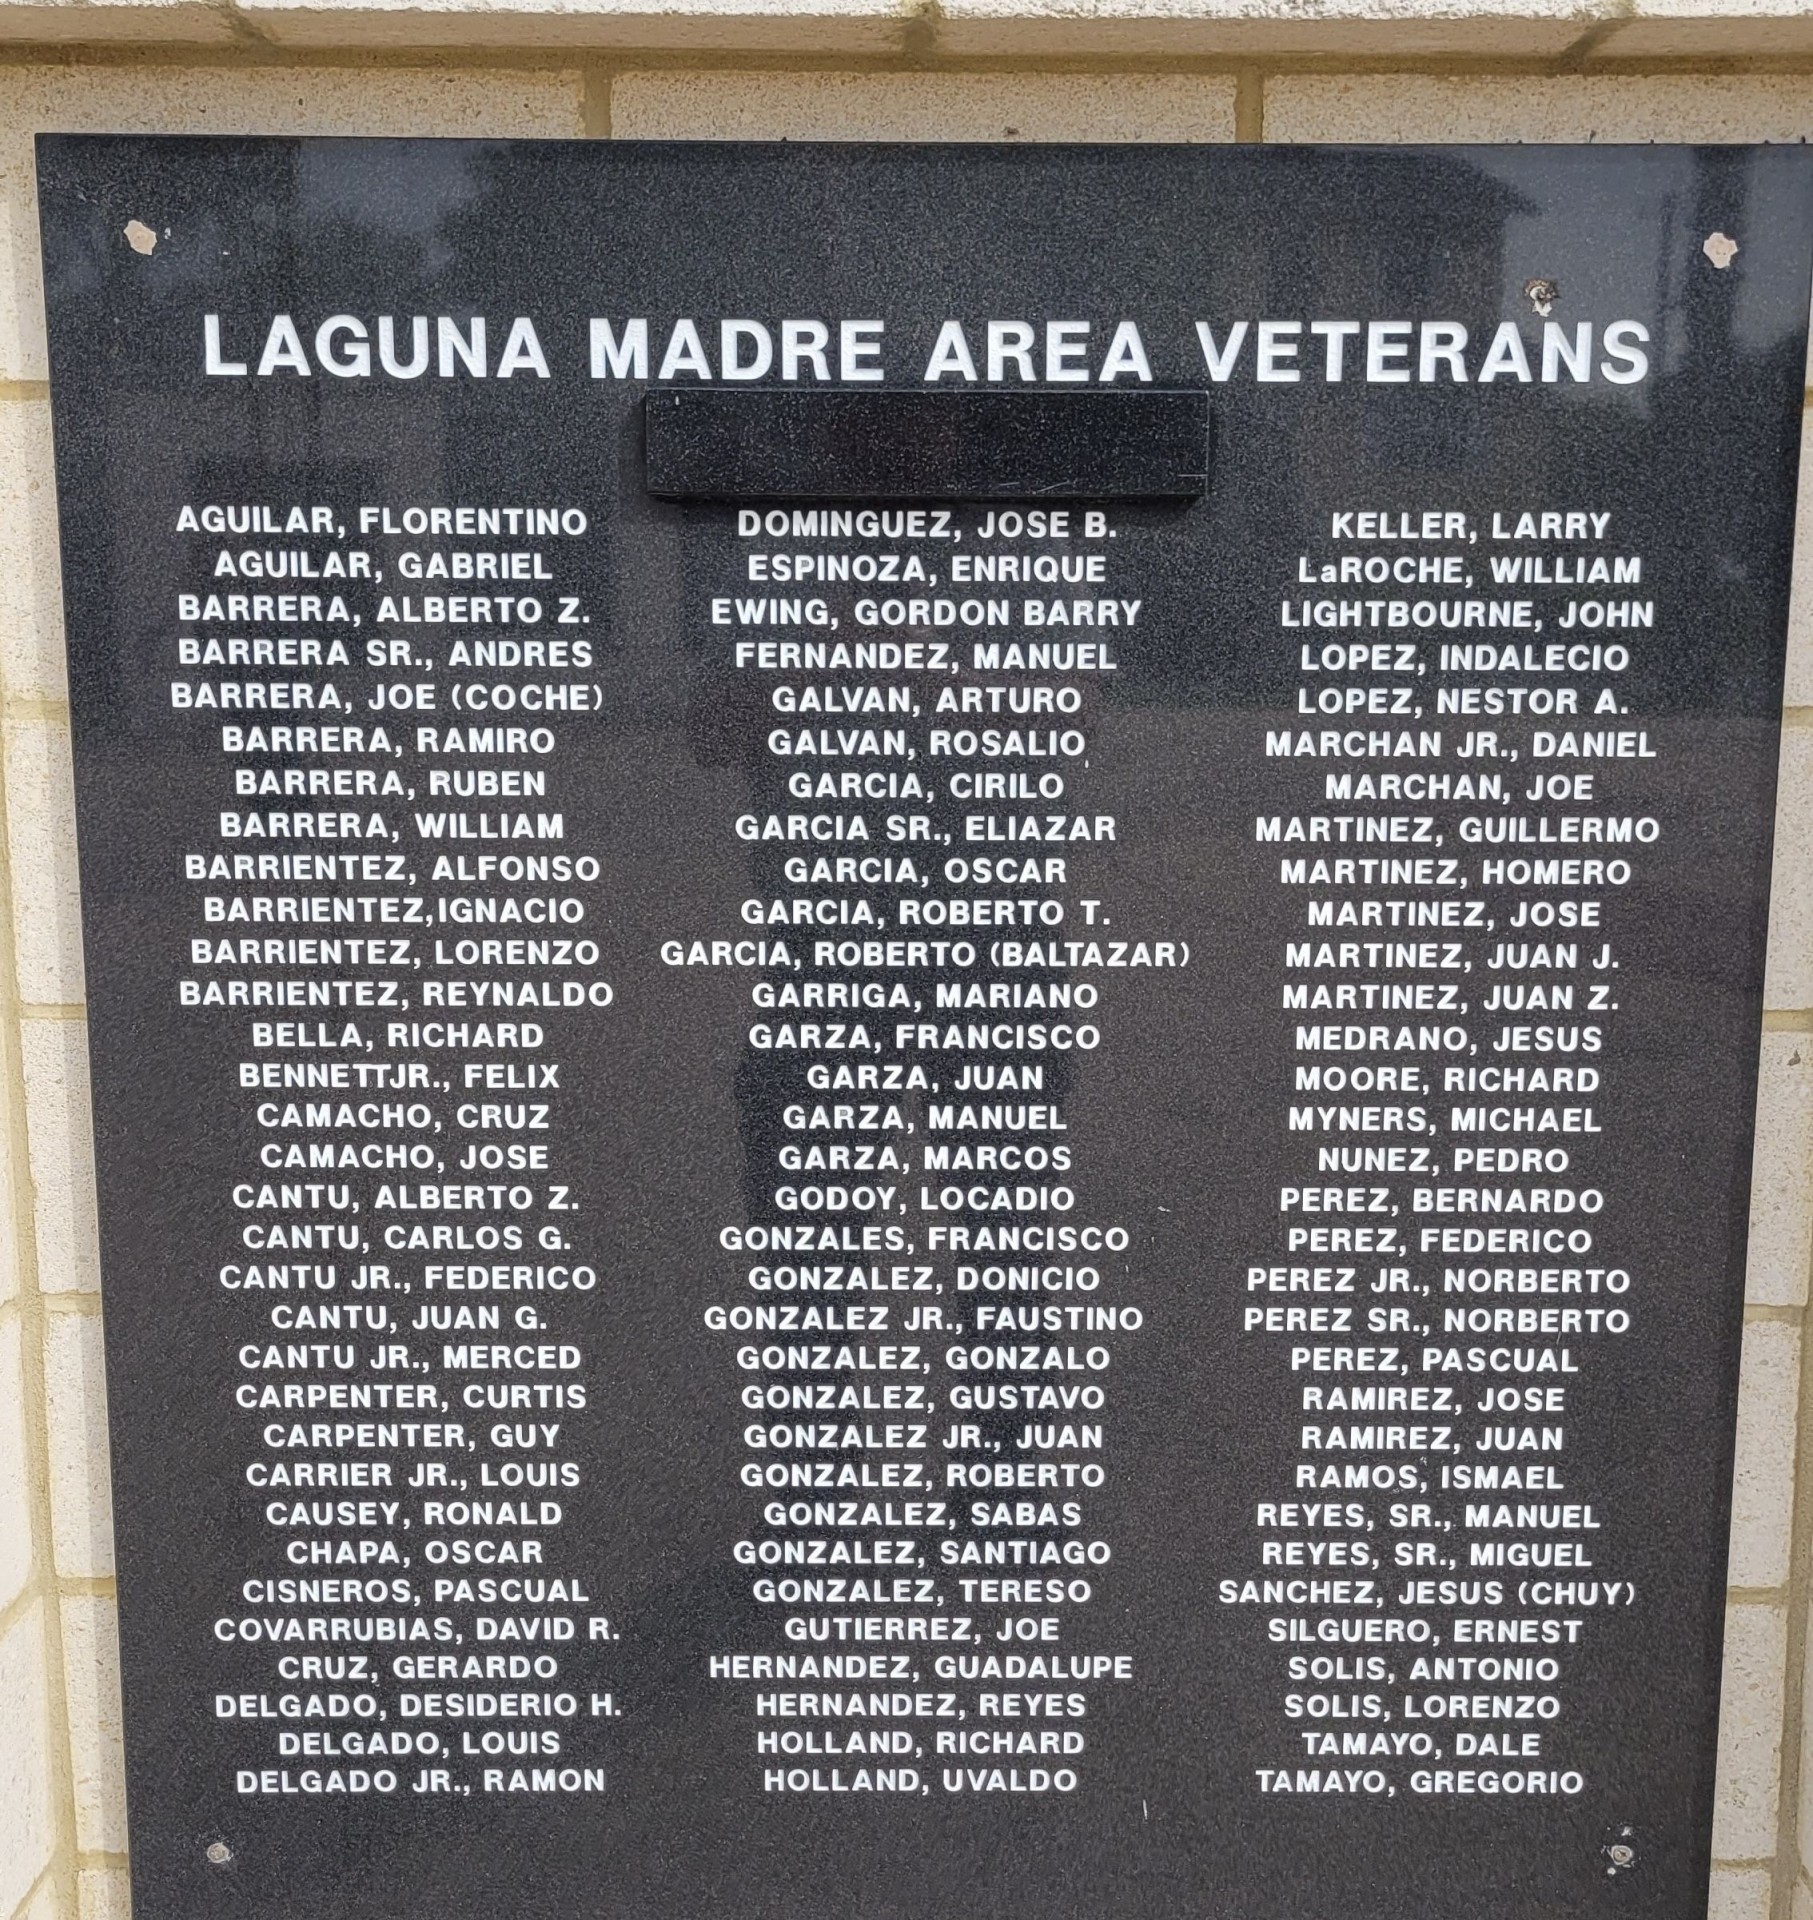 LAGUNA MADRE AREA VETERANS
AGUILAR, FLORENTINO
AGUILAR, GABRIEL
BARRERA, ALBERTO Z.
BARRERA SR., ANDRES
BARRERA, JOE (COCHE)
BARRERA, RAMIRO
BARRERA, RUBEN
BARRERA, WILLIAM
BARRIENTEZ, ALFONSO
BARRIENTEZ,IGNACIO
BARRIENTEZ, LORENZO
BARRIENTEZ, REYNALDO
BELLA, RICHARD
BENNETTJR., FELIX
CAMACHO, CRUZ
CAMACHO, JOSE
CANTU, ALBERTO Z.
CANTU, CARLOS G.
CANTU JR., FEDERICO
CANTU, JUAN G.
CANTU JR., MERCED
CARPENTER, CURTIS
CARPENTER, GUY
CARRIER JR., LOUIS
CAUSEY, RONALD
CHAPA, OSCAR
CISNEROS, PASCUAL
COVARRUBIAS, DAVID R.
CRUZ, GERARDO
DELGADO, DESIDERIO H.
DELGADO, LOUIS
DELGADO JR., RAMON
DOMINGUEZ, JOSE B.
ESPINOZA, ENRIQUE
EWING, GORDON BARRY
FERNANDEZ, MANUEL
GALVAN, ARTURO
GALVAN, ROSALIO
GARCIA, CIRILO
GARCIA SR., ELIAZAR
GARCIA, OSCAR
GARCIA, ROBERTO T.
GARCIA, ROBERTO (BALTAZAR)
GARRIGA, MARIANO
GARZA, FRANCISCO
GARZA, JUAN
GARZA, MANUEL
GARZA, MARCOS
GODOY, LOCADIO
GONZALES, FRANCISCO
GONZALEZ, DONICIO
GONZALEZ JR., FAUSTINO
GONZALEZ, GONZALO
GONZALEZ, GUSTAVO
GONZALEZ JR., JUAN
GONZALEZ, ROBERTO
GONZALEZ, SABAS
GONZALEZ, SANTIAGO
GONZALEZ, TERESO
GUTIERREZ, JOE
HERNANDEZ, GUADALUPE
HERNANDEZ, REYES
HOLLAND, RICHARD
HOLLAND, UVALDO
KELLER, LARRY
LaROCHE, WILLIAM
LIGHTBOURNE, JOHN
LOPEZ, INDALECIO
LOPEZ, NESTOR A.
MARCHAN JR., DANIEL
MARCHAN, JOE
MARTINEZ, GUILLERMO
MARTINEZ, HOMERO
MARTINEZ, JOSE
MARTINEZ, JUAN J.
MARTINEZ, JUAN Z.
MEDRANO, JESUS
MOORE, RICHARD
MYNERS, MICHAEL
NUNEZ, PEDRO
PEREZ, BERNARDO
PEREZ, FEDERICO
PEREZ JR., NORBERTO
PEREZ SR., NORBERTO
PEREZ, PASCUAL
RAMIREZ, JOSE
RAMIREZ, JUAN
RAMOS, ISMAEL
REYES, SR., MANUEL
REYES, SR., MIGUEL
SANCHEZ, JESUS (CHUY)
SILGUERO, ERNEST
SOLIS, ANTONIO
SOLIS, LORENZO
TAMAYO, DALE
TAMAYO, GREGORIO